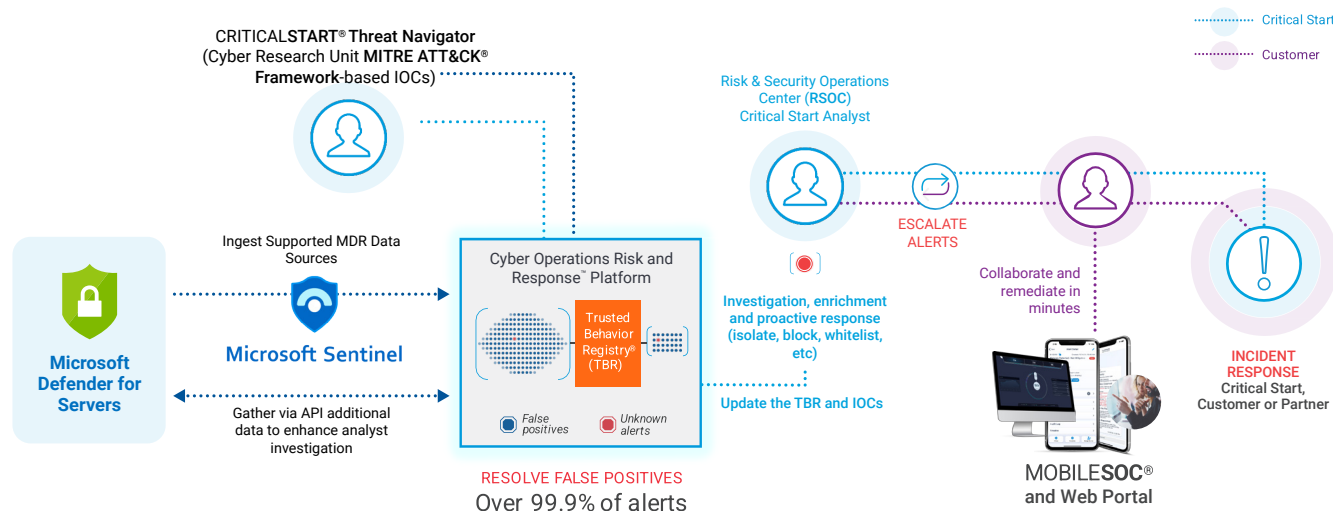 Critical Start
Customer
CRITICALSTART® Threat Navigator
(Cyber Research Unit MITRE ATT&CK®
Framework-based IOCs)
Risk & Security Operations
Center (RSOC)
Critical Start Analyst
ESCALATE
ALERTS
Ingest Supported MDR Data
Sources
Microsoft Sentinel
Microsoft
Defender for
Servers
Gather via API additional
data to enhance analyst
investigation
Cyber Operations Risk and
Response™ Platform
Trusted
Behavior
Registry®
(TBR)
False
positives
Unknown
alerts
RESOLVE FALSE POSITIVES
Over 99.9% of alerts
Investigation, enrichment
and proactive response
(isolate, block, whitelist,
etc)
Update the TBR and IOCs
Collaborate and
remediate in
minutes
MOBILESOC®
and Web Portal
INCIDENT
RESPONSE
Critical Start,
Customer or Partner